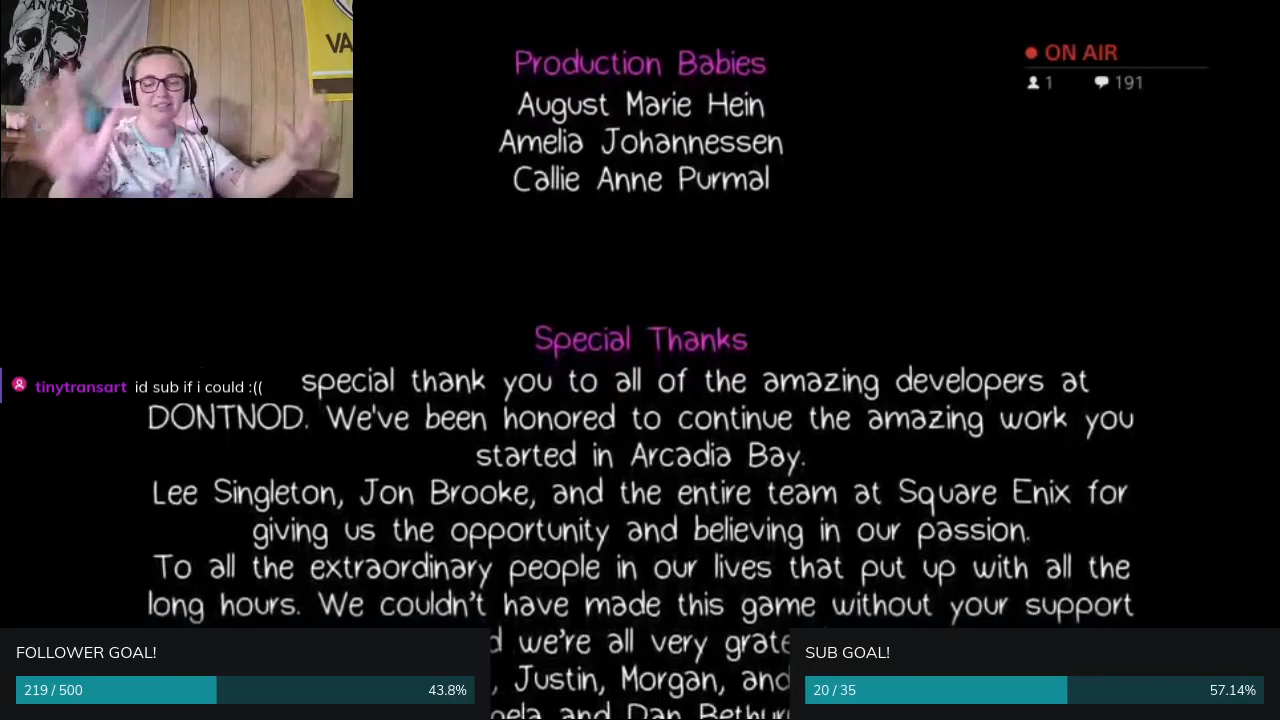 VA
Production Babies
August Marie Hein
Amelia Johannessen
Callie Anne Purmal
ON AIR
1 191
Special Thanks
tinytransart id sub if i could :((
special thank you to all of the amazing developers at
DONTNOD. We've been honored to continue the amazing work you
started in Arcadia Bay.
Lee Singleton, Jon Brooke, and the entire team at Square Enix for
giving us the opportunity and believing in our passion.
To all the extraordinary people in our lives that put up with all the
long hours. We couldn't have made this game without your support
we're all very
, Justin, Morgan, and
and Dan
FOLLOWER GOAL!
219 / 500 43.8%
SUB GOAL!
20 / 35 57.14%